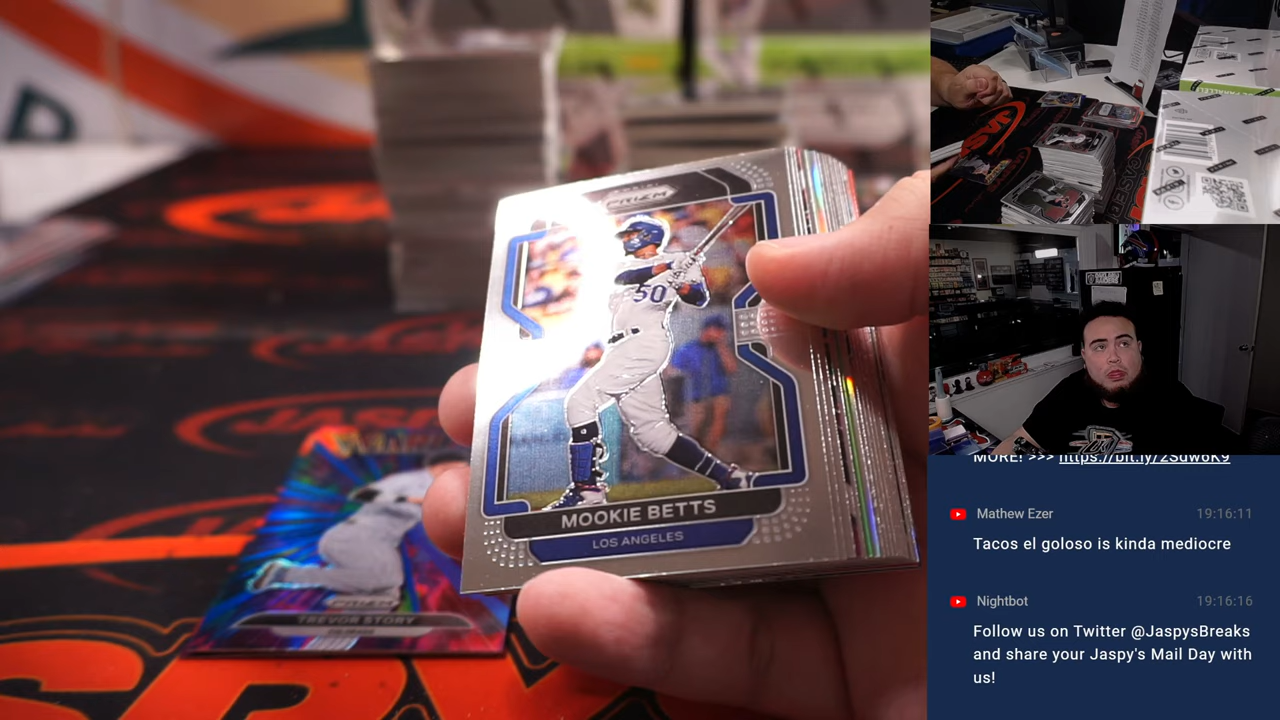 PRIZM
50
MOOKIE BETTS
LOS ANGELES
PRIZM
TREVOR STORY
JASPY
MORE! >>> https://bit.ly/2Sdw6K9
Mathew Ezer 19:16:11
Tacos el goloso is kinda mediocre
Nightbot 19:16:16
Follow us on Twitter @JaspysBreaks
and share your Jaspy's Mail Day with
us!